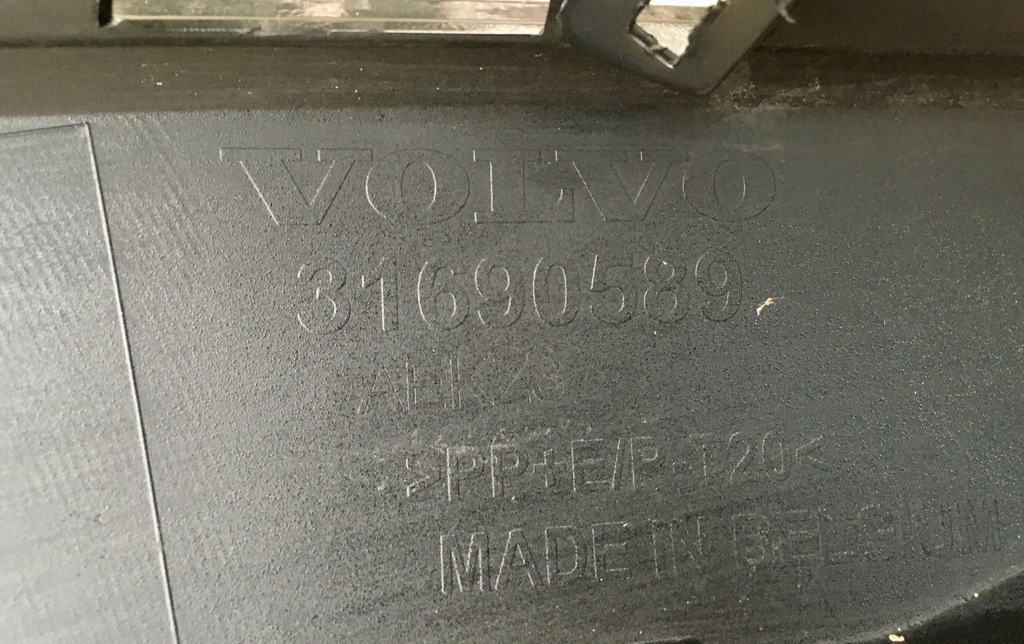 VOLVO
31690589
>PP+E/P-T20<
MADE IN BELGIUM